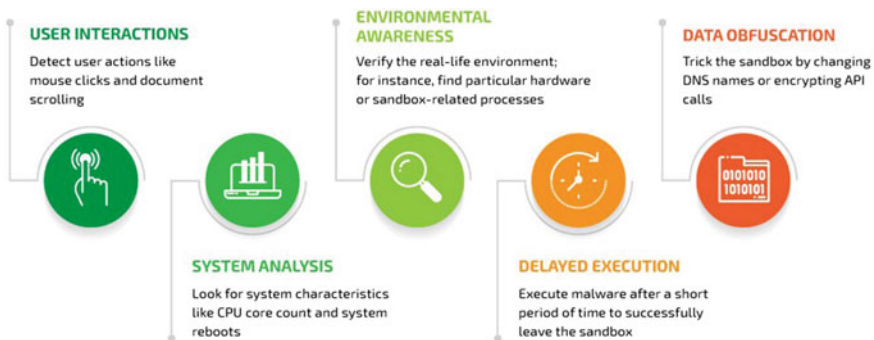 USER INTERACTIONS
Detect user actions like
mouse clicks and document
scrolling
SYSTEM ANALYSIS
Look for system characteristics
like CPU core count and system
reboots
ENVIRONMENTAL
AWARENESS
Verify the real-life environment;
for instance, find particular hardware
or sandbox-related processes
DELAYED EXECUTION
Execute malware after a short
period of time to successfully
leave the sandbox
DATA OBFUSCATION
Trick the sandbox by changing
DNS names or encrypting API
calls
0101010
1010101